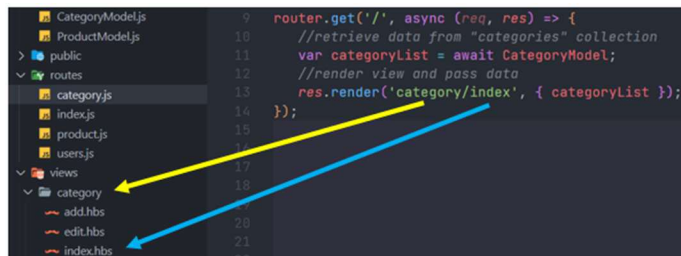 CategoryModel.js
ProductModel.js
public
routes
category.js
index.js
product.js
users.js
views
category
add.hbs
edit.hbs
index.hbs
9 router.get('/', async (req, res) => {
10 //retrieve data from "categories" collection
11 var categoryList = await CategoryModel;
12 //render view and pass data
13 res.render('category/index', { categoryList });
14 });
15
16
17
18
19
20
21